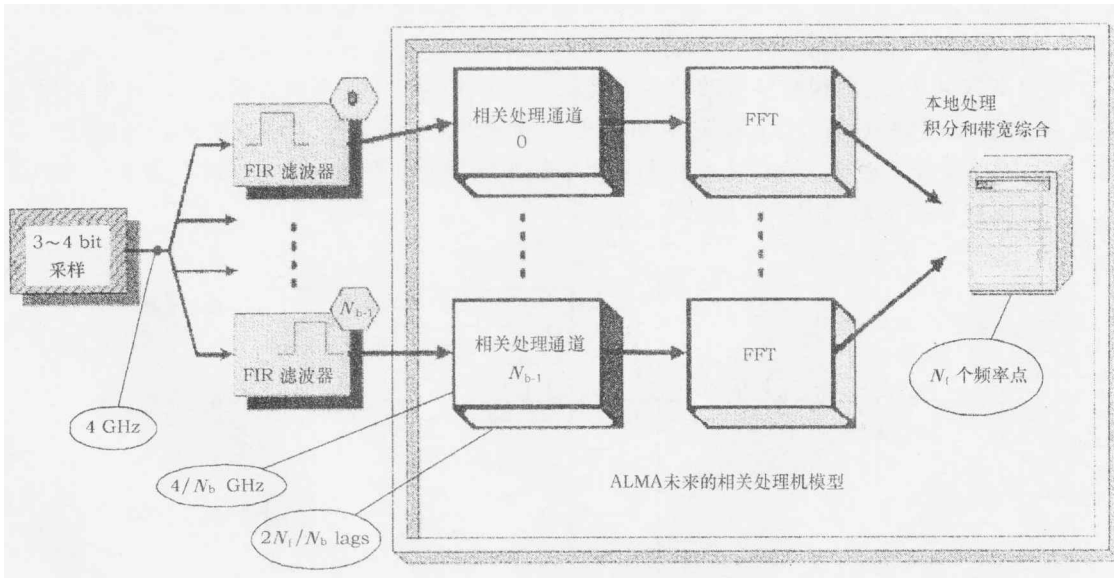 0
相关处理通道
0
FFT
本地处理
积分和带宽综合
FIR 滤波器
3~4 bit
采样
N_b-1
FIR 滤波器
相关处理通道
N_b-1
FFT
N_f 个频率点
4 GHz
4/N_b GHz
2N_f/N_b lags
ALMA未来的相关处理机模型